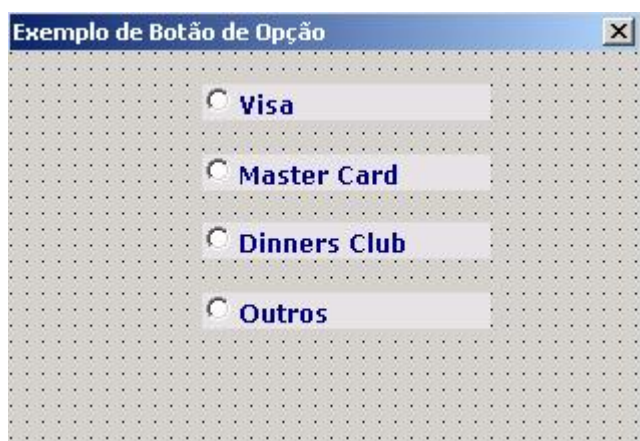 Exemplo de Botão de Opção
Visa
Master Card
Dinners Club
Outros